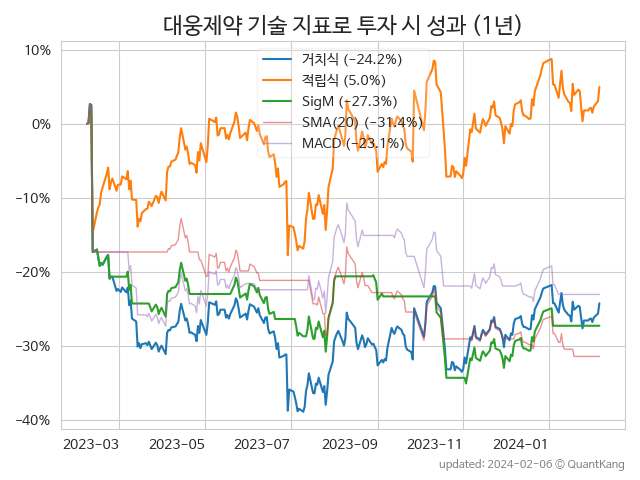 대웅제약 기술 지표로 투자 시 성과 (1년)
거치식 (−24.2%)
적립식 (5.0%)
SigM (−27.3%)
SMA(20) (−31.4%)
MACD (−23.1%)
10%
0%
−10%
−20%
−30%
−40%
2023-03 2023-05 2023-07 2023-09 2023-11 2024-01
updated: 2024-02-06 © QuantKang